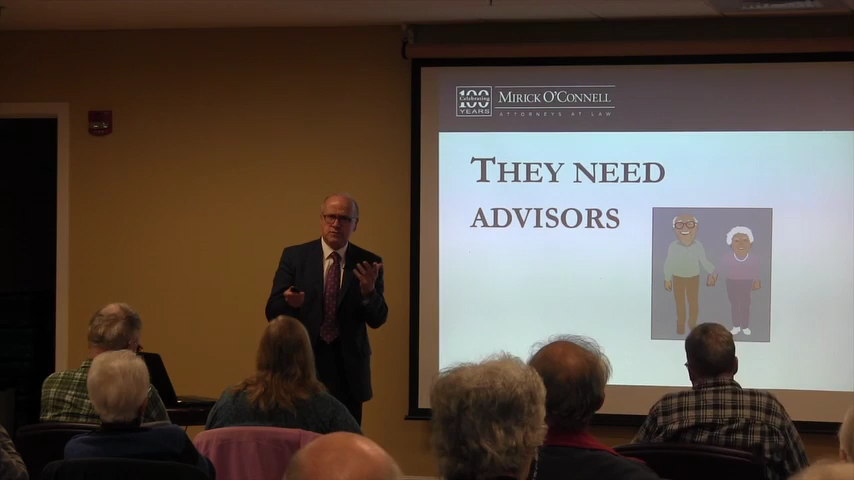 Celebrating
100
YEARS
MIRICK O'CONNELL
ATTORNEYS AT LAW
THEY NEED
ADVISORS